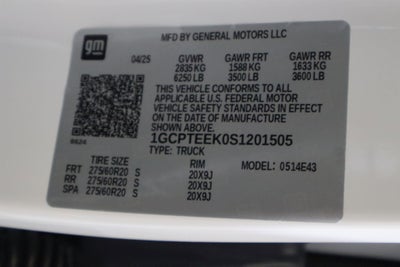 gm
MFD BY GENERAL MOTORS LLC
04/25 GVWR GAWR FRT GAWR RR
2835 KG 1588 KG 1633 KG
6250 LB 3500 LB 3600 LB
THIS VEHICLE CONFORMS TO ALL
APPLICABLE U.S. FEDERAL MOTOR
VEHICLE SAFETY STANDARDS IN EFFECT
ON THE DATE OF MANUFACTURE
SHOWN ABOVE.
1GCPTEEK0S1201505
TYPE: TRUCK
TIRE SIZE RIM MODEL: 0514E43
FRT 275/60R20 S 20X9J
RR 275/60R20 S 20X9J
SPA 275/60R20 S 20X9J